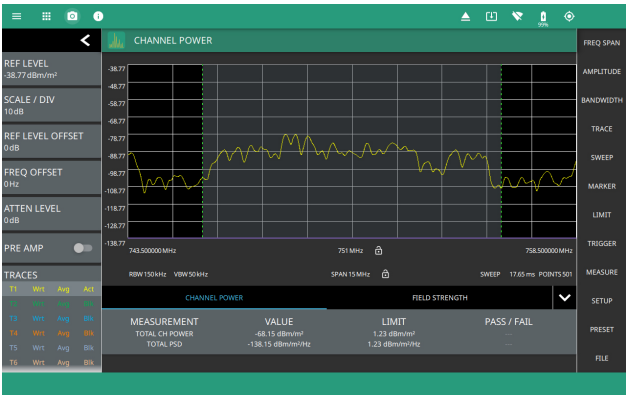 99%
CHANNEL POWER
FREQ SPAN
AMPLITUDE
BANDWIDTH
TRACE
SWEEP
MARKER
LIMIT
TRIGGER
MEASURE
SETUP
PRESET
FILE
REF LEVEL
-38.77 dBm/m²
SCALE / DIV
10 dB
REF LEVEL OFFSET
0 dB
FREQ OFFSET
0 Hz
ATTEN LEVEL
0 dB
PRE AMP
TRACES
T1 Wrt Avg Act
T2 Wrt Avg
T3 Wrt Avg Blk
T4 Wrt Avg Blk
T5 Wrt Avg Blk
T6 Wrt Avg Blk
-38.77
-48.77
-58.77
-68.77
-78.77
-88.77
-98.77
-108.77
-118.77
-128.77
-138.77
743.500000 MHz 751 MHz 758.500000 MHz
RBW 150 kHz VBW 50 kHz SPAN 15 MHz SWEEP 17.65 ms POINTS 501
CHANNEL POWER FIELD STRENGTH
MEASUREMENT VALUE LIMIT PASS / FAIL
TOTAL CH POWER -68.15 dBm/m² 1.23 dBm/m² ---
TOTAL PSD -138.15 dBm/m²/Hz 1.23 dBm/m²/Hz ---